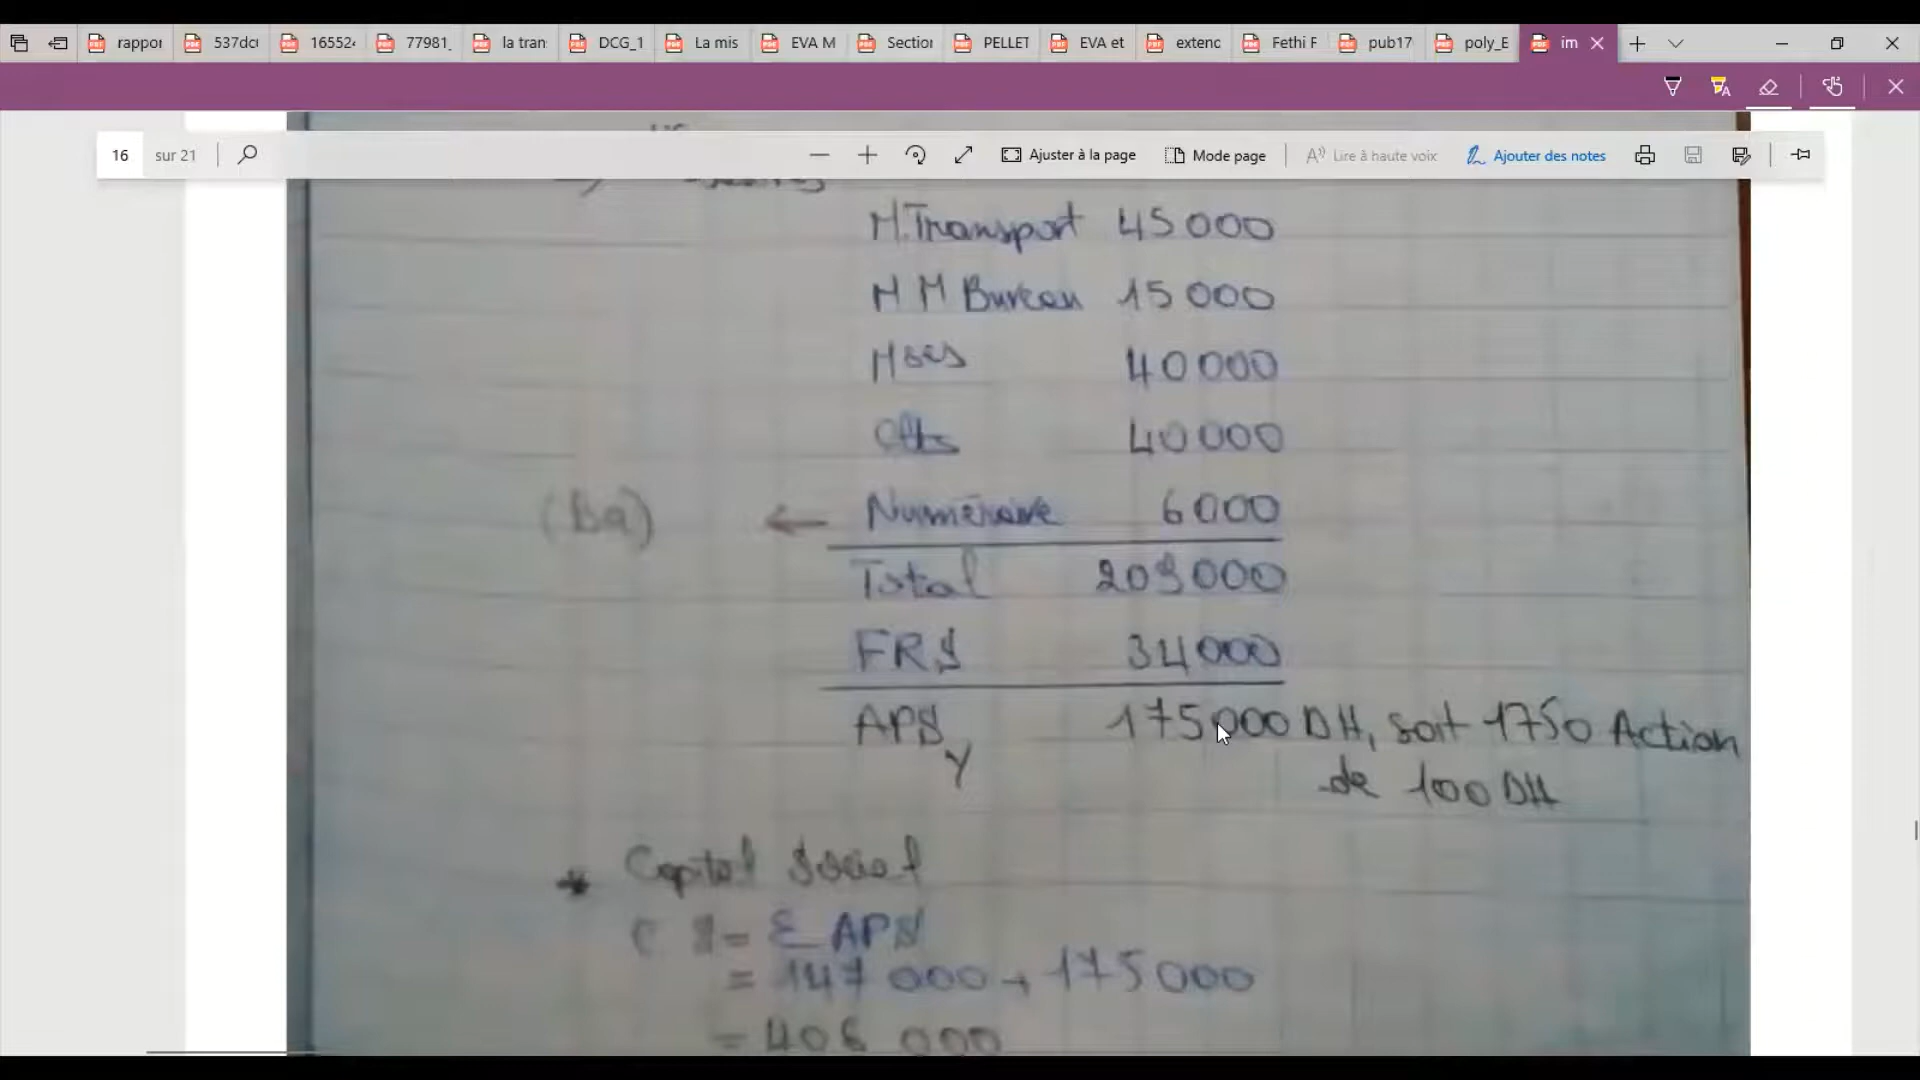 rappor 537dc 16552 77981_ la tran DCG_1 La mis EVA M Section PELLET EVA et extenc Fethi F pub17 poly_E im
16 sur 21 Ajuster à la page Mode page Lire à haute voix Ajouter des notes
M.Transport 45 000
M M Bureau 15 000
Mses 40 000
Clts 40 000
(Ba) ← Numéraire 6 000
Total 209 000
FRS 34 000
APS Y 175 000 DH, soit 1750 Action
de 100 DH
* Capital Social
C S = Σ APS
= 147 000 + 175 000
= 406 000